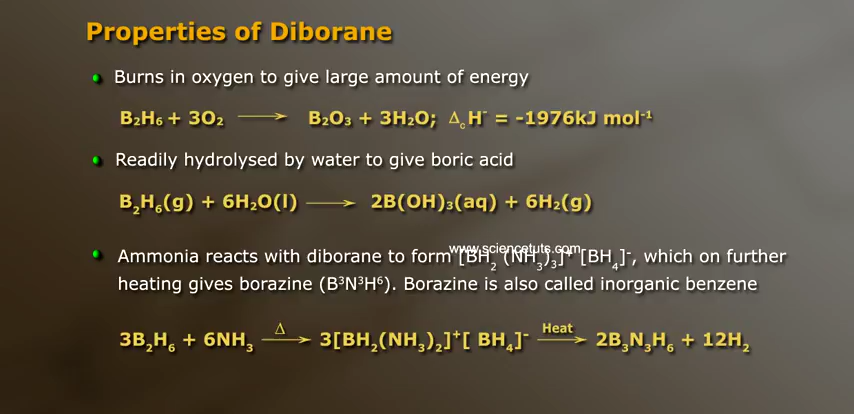 Properties of Diborane
Burns in oxygen to give large amount of energy
B₂H₆ + 3O₂ ⟶ B₂O₃ + 3H₂O; Δ꜀H⁻ = -1976kJ mol⁻¹
Readily hydrolysed by water to give boric acid
B₂H₆(g) + 6H₂O(l) ⟶ 2B(OH)₃(aq) + 6H₂(g)
www.sciencetuts.com
Ammonia reacts with diborane to form [BH₂ (NH₃)₃]⁺ [BH₄]⁻, which on further
heating gives borazine (B³N³H⁶). Borazine is also called inorganic benzene
Δ Heat
3B₂H₆ + 6NH₃ ⟶ 3[BH₂(NH₃)₂]⁺[ BH₄]⁻ ⟶ 2B₃N₃H₆ + 12H₂